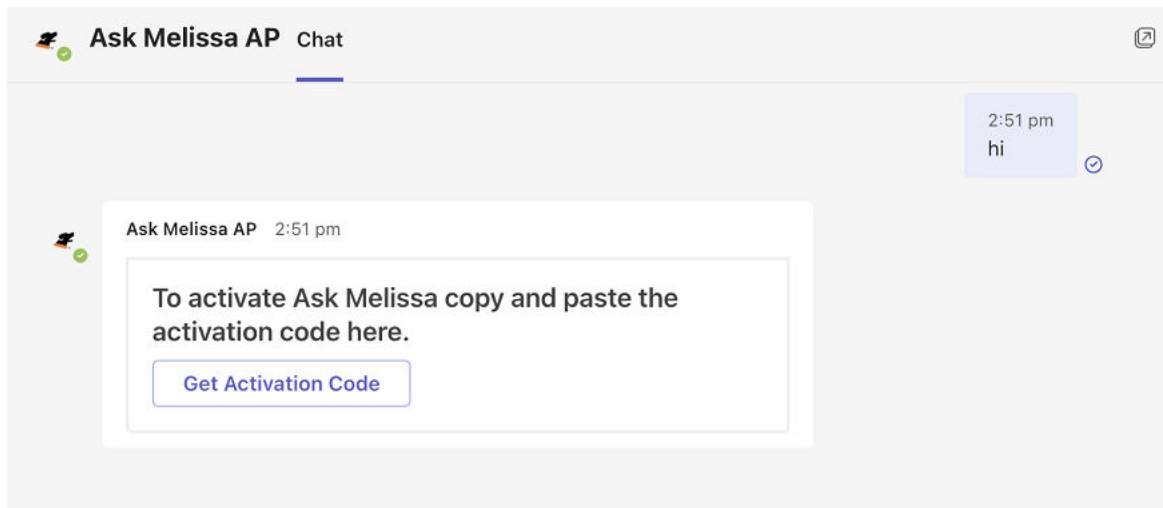 Ask Melissa AP Chat
2:51 pm
hi
Ask Melissa AP 2:51 pm
To activate Ask Melissa copy and paste the
activation code here.
Get Activation Code